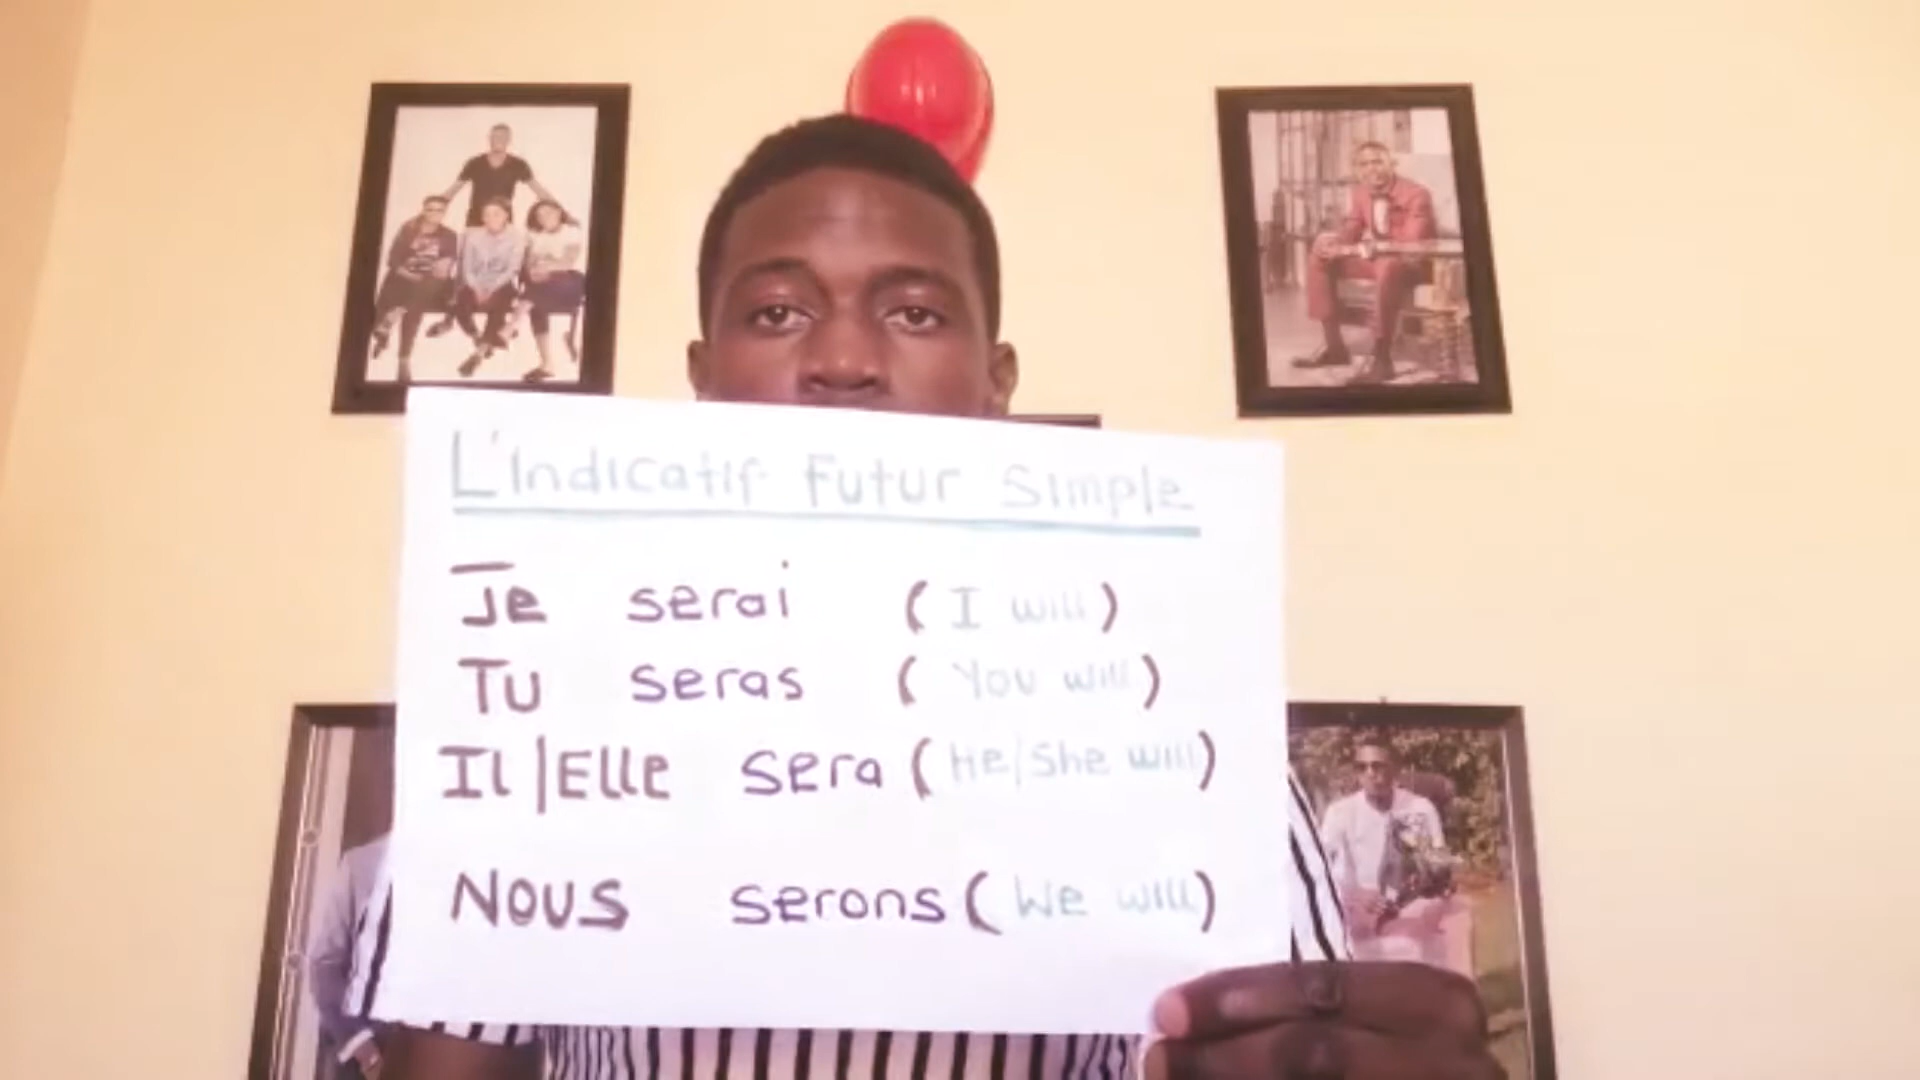 L'Indicatif Futur Simple
Je serai (I will)
Tu seras (You will)
Il/Elle sera (He/She will)
Nous serons (We will)